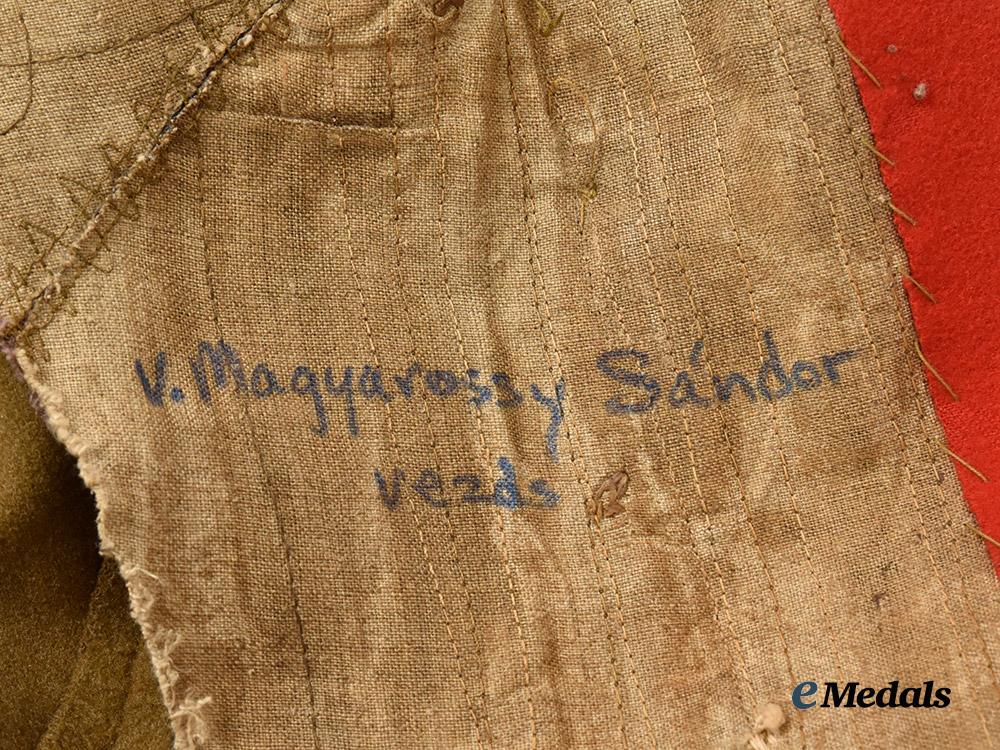 V. Magyarossy Sándor
vezds
eMedals